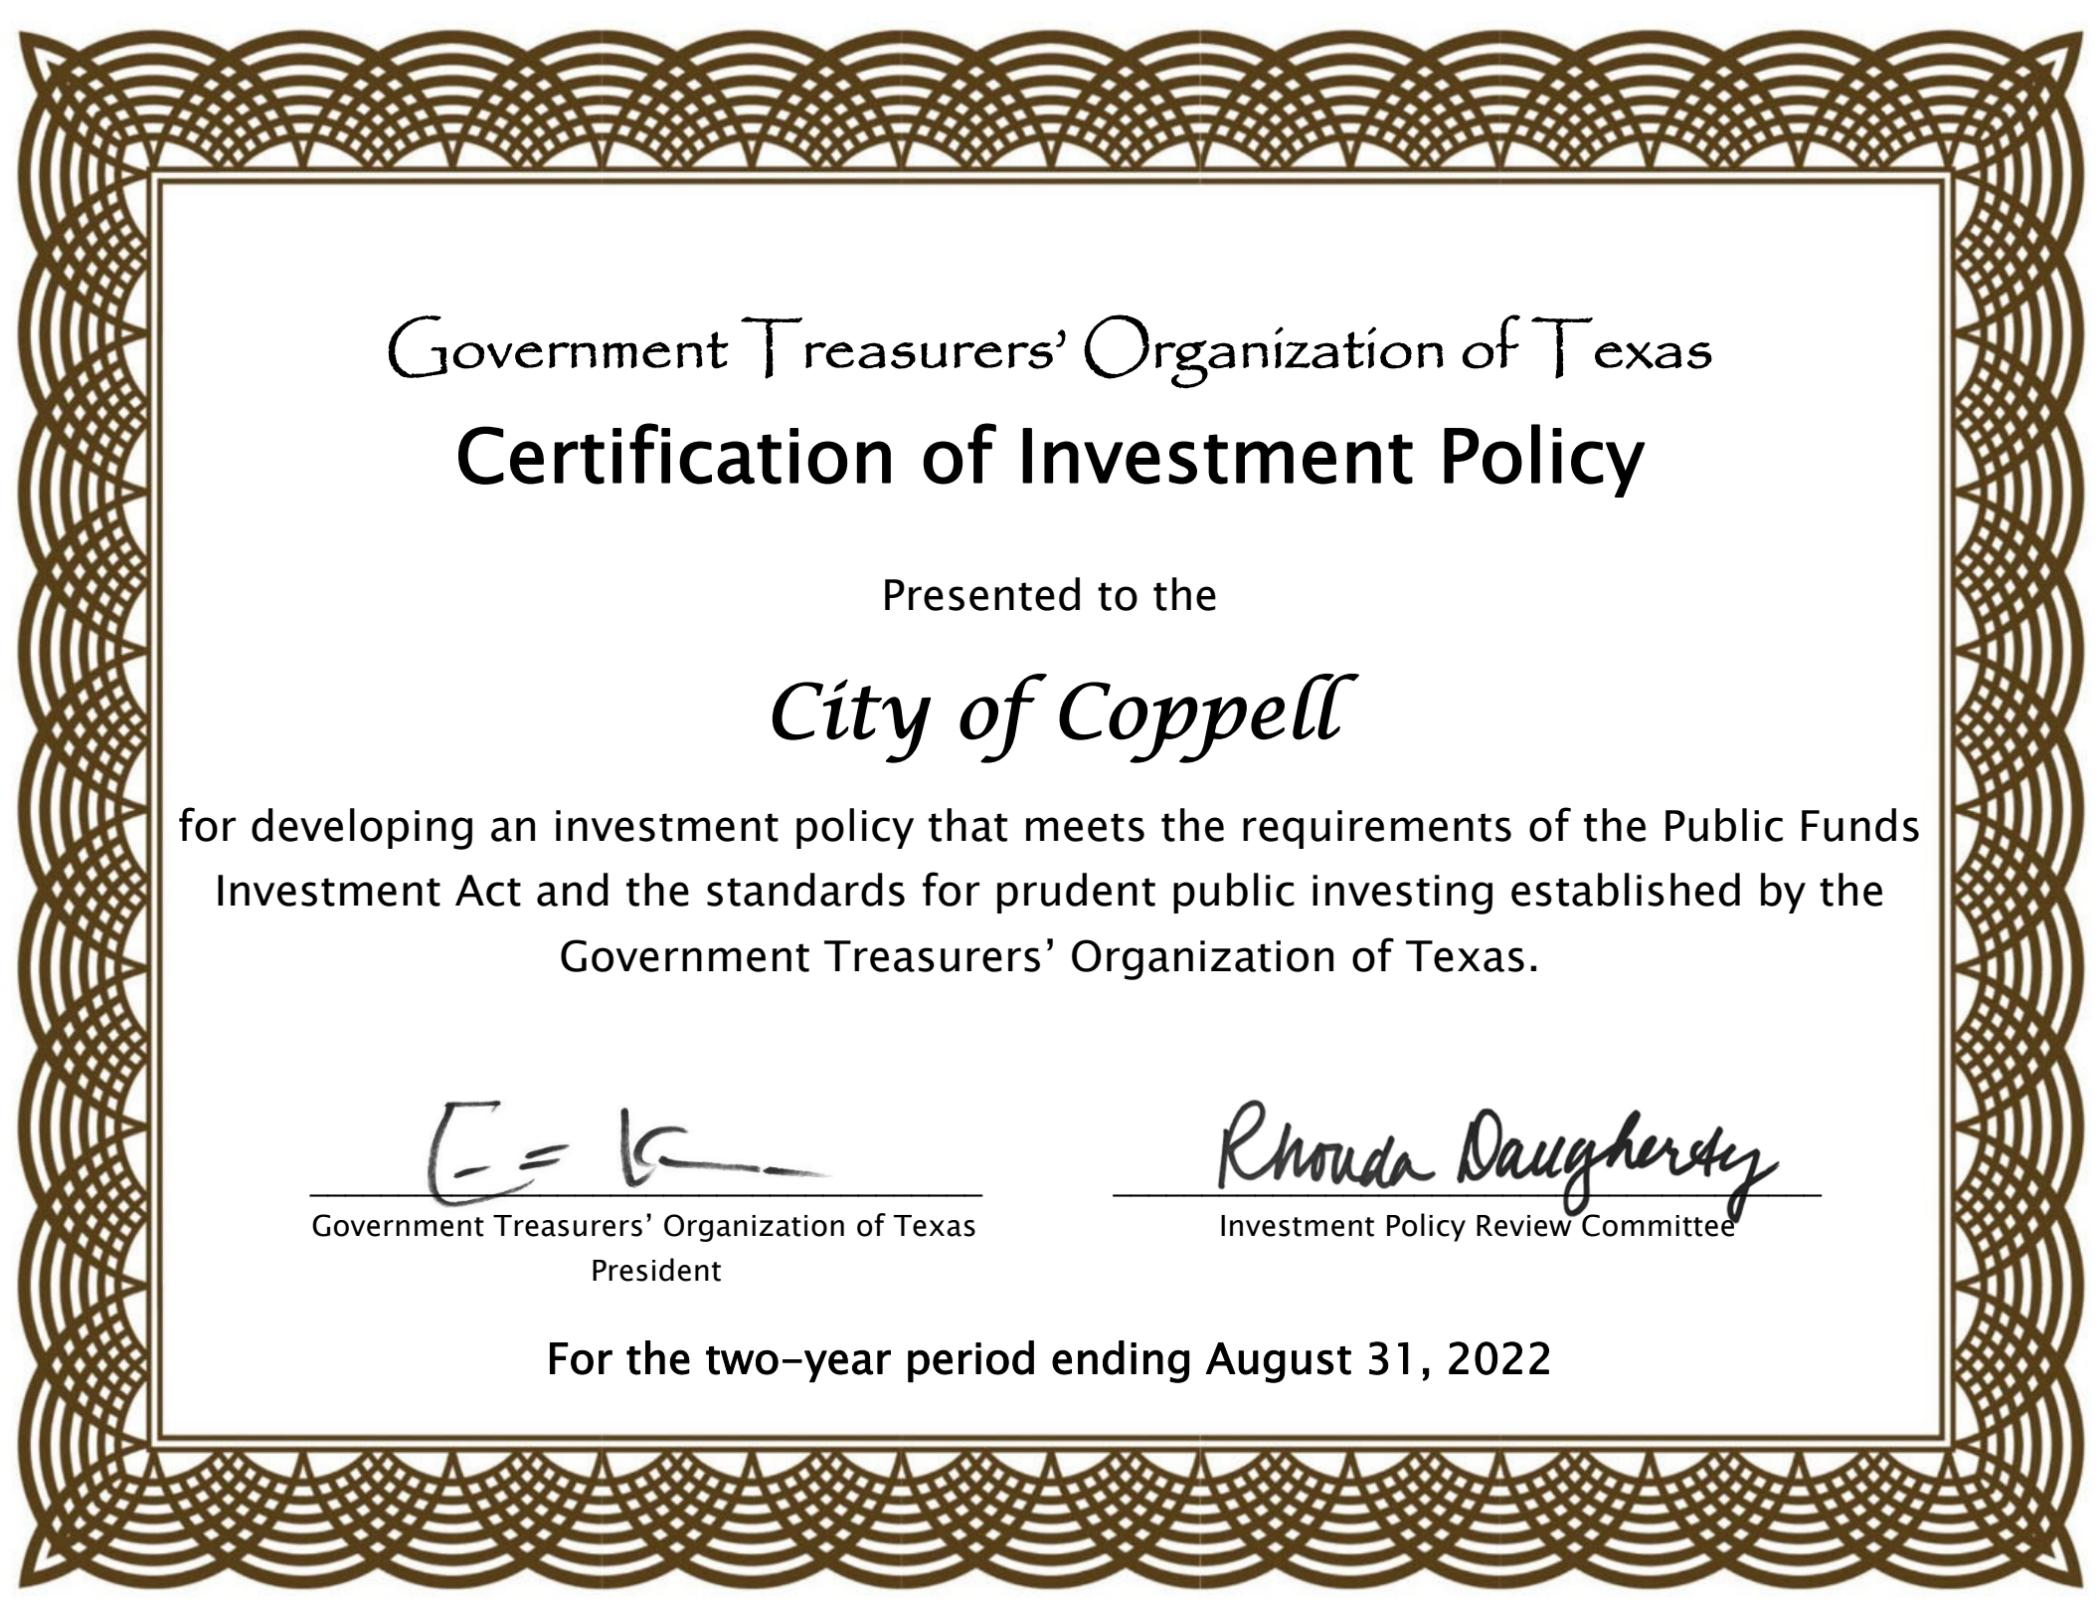 Government Treasurers’ Organization of Texas
Certification of Investment Policy
Presented to the
City of Coppell
for developing an investment policy that meets the requirements of the Public Funds
Investment Act and the standards for prudent public investing established by the
Government Treasurers’ Organization of Texas.
Rhonda Daugherty
Government Treasurers’ Organization of Texas
President
Investment Policy Review Committee
For the two-year period ending August 31, 2022